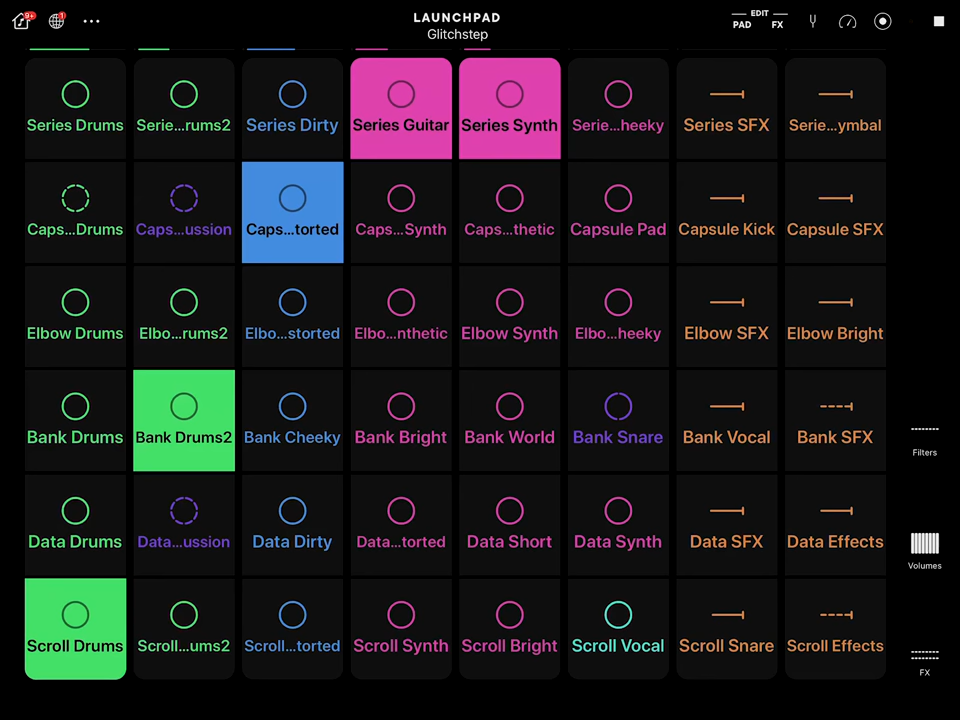 9+
1
LAUNCHPAD
Glitchstep
EDIT
PAD FX
Series Drums Serie...rums2 Series Dirty Series Guitar Series Synth Serie...heeky Series SFX Serie...ymbal
Caps...Drums Caps...ussion Caps...torted Caps...Synth Caps...thetic Capsule Pad Capsule Kick Capsule SFX
Elbow Drums Elbo...rums2 Elbo...storted Elbo...nthetic Elbow Synth Elbo...heeky Elbow SFX Elbow Bright
Bank Drums Bank Drums2 Bank Cheeky Bank Bright Bank World Bank Snare Bank Vocal Bank SFX
Filters
Data Drums Data...ussion Data Dirty Data...torted Data Short Data Synth Data SFX Data Effects
Volumes
Scroll Drums Scroll...ums2 Scroll...torted Scroll Synth Scroll Bright Scroll Vocal Scroll Snare Scroll Effects
FX